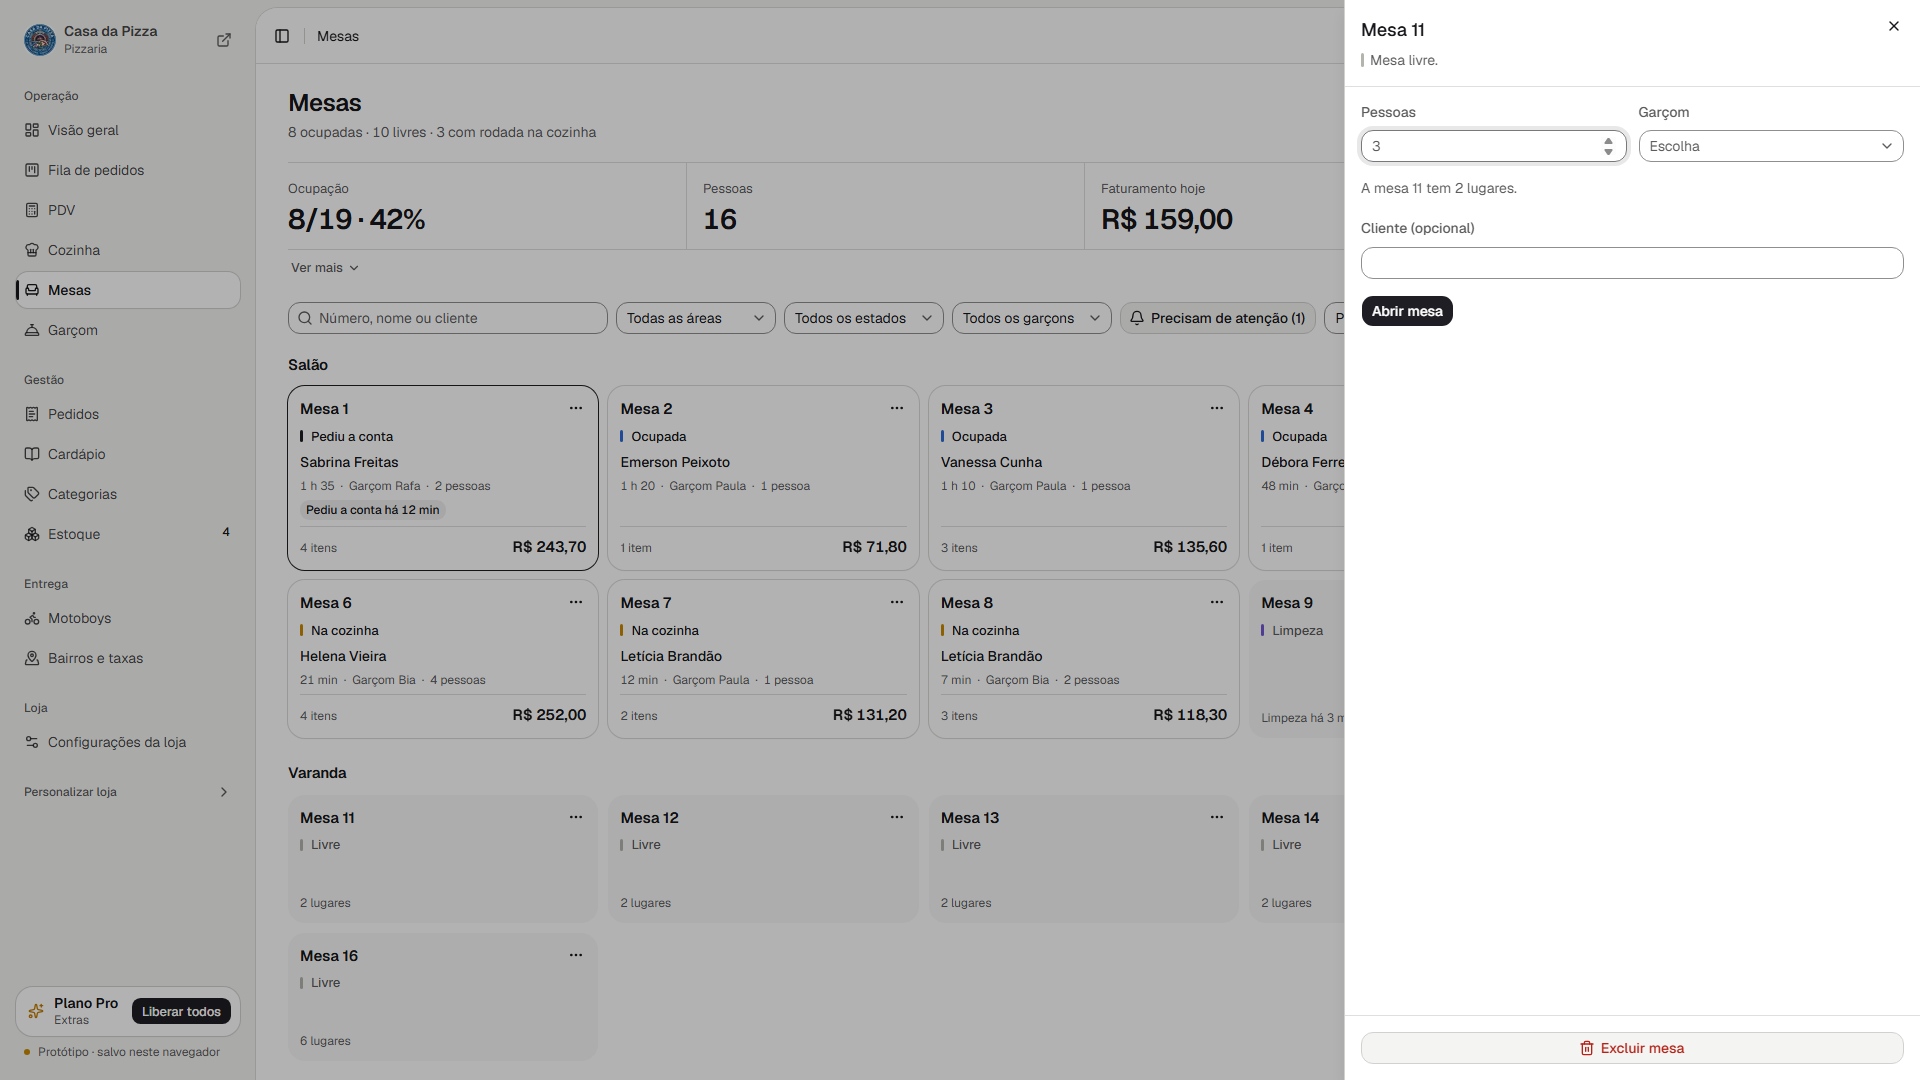 Casa da Pizza
Pizzaria
Operação
Visão geral
Fila de pedidos
PDV
Cozinha
Mesas
Garçom
Gestão
Pedidos
Cardápio
Categorias
Estoque 4
Entrega
Motoboys
Bairros e taxas
Loja
Configurações da loja
Personalizar loja
Plano Pro
Extras
Liberar todos
Protótipo · salvo neste navegador
Mesas
Mesas
8 ocupadas · 10 livres · 3 com rodada na cozinha
Ocupação
8/19 · 42%
Pessoas
16
Faturamento hoje
R$ 159,00
Ver mais
Número, nome ou cliente
Todas as áreas
Todos os estados
Todos os garçons
Precisam de atenção (1)
Salão
Mesa 1
Pediu a conta
Sabrina Freitas
1 h 35 · Garçom Rafa · 2 pessoas
Pediu a conta há 12 min
4 itens R$ 243,70
Mesa 2
Ocupada
Emerson Peixoto
1 h 20 · Garçom Paula · 1 pessoa
1 item R$ 71,80
Mesa 3
Ocupada
Vanessa Cunha
1 h 10 · Garçom Paula · 1 pessoa
3 itens R$ 135,60
Mesa 4
Ocupada
Débora Ferre
48 min · Garço
1 item
Mesa 6
Na cozinha
Helena Vieira
21 min · Garçom Bia · 4 pessoas
4 itens R$ 252,00
Mesa 7
Na cozinha
Letícia Brandão
12 min · Garçom Paula · 1 pessoa
2 itens R$ 131,20
Mesa 8
Na cozinha
Letícia Brandão
7 min · Garçom Bia · 2 pessoas
3 itens R$ 118,30
Mesa 9
Limpeza
Limpeza há 3 m
Varanda
Mesa 11
Livre
2 lugares
Mesa 12
Livre
2 lugares
Mesa 13
Livre
2 lugares
Mesa 14
Livre
2 lugares
Mesa 16
Livre
6 lugares
Mesa 11
Mesa livre.
Pessoas
3
Garçom
Escolha
A mesa 11 tem 2 lugares.
Cliente (opcional)
Abrir mesa
Excluir mesa